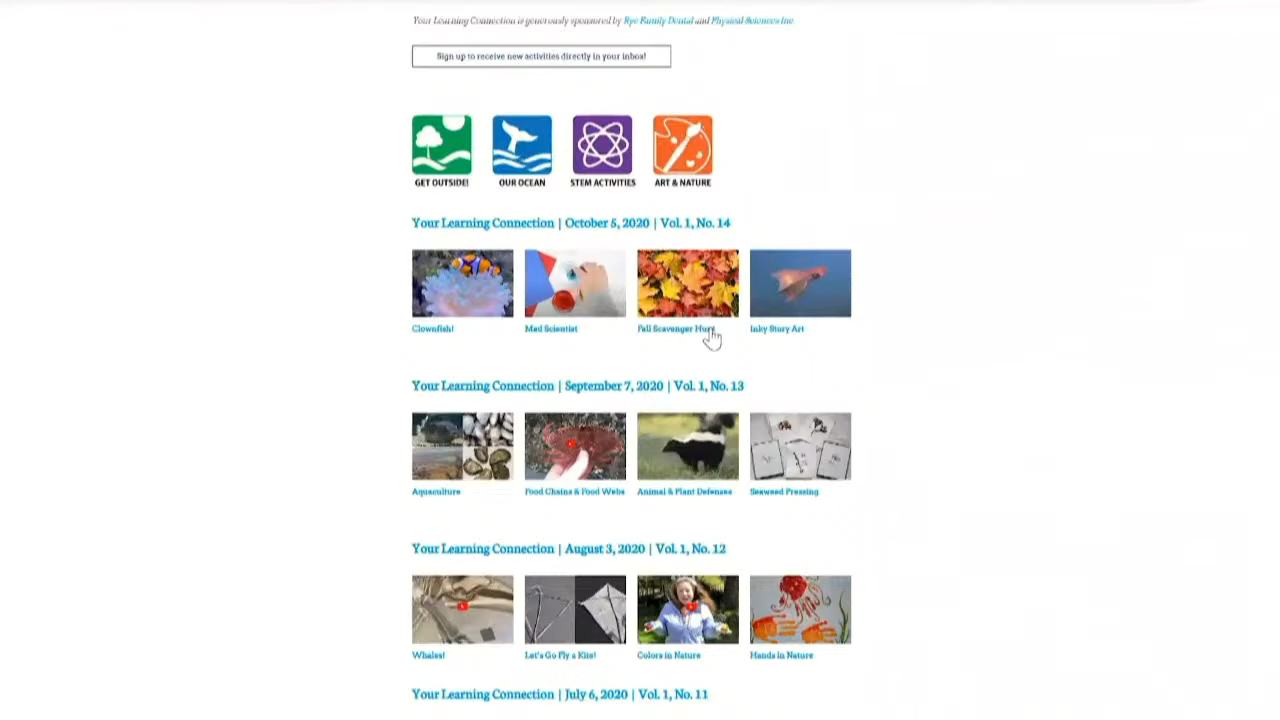 Your Learning Connection is generously sponsored by Rye Family Dental and Physical Sciences Inc.
Sign up to receive new activities directly in your inbox!
GET OUTSIDE! OUR OCEAN STEM ACTIVITIES ART & NATURE
Your Learning Connection | October 5, 2020 | Vol. 1, No. 14
Clownfish! Mad Scientist Fall Scavenger Hunt Inky Story Art
Your Learning Connection | September 7, 2020 | Vol. 1, No. 13
Aquaculture Food Chains & Food Webs Animal & Plant Defenses Seaweed Pressing
Your Learning Connection | August 3, 2020 | Vol. 1, No. 12
Whales! Let's Go Fly a Kite! Colors in Nature Hands in Nature
Your Learning Connection | July 6, 2020 | Vol. 1, No. 11